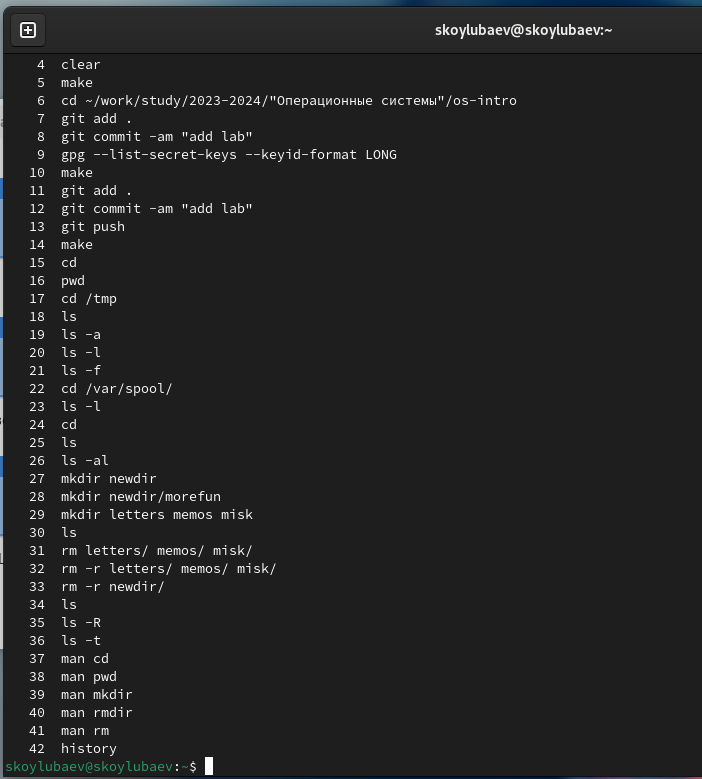 skoylubaev@skoylubaev:~
4 clear
5 make
6 cd ~/work/study/2023-2024/"Операционные системы"/os-intro
7 git add .
8 git commit -am "add lab"
9 gpg --list-secret-keys --keyid-format LONG
10 make
11 git add .
12 git commit -am "add lab"
13 git push
14 make
15 cd
16 pwd
17 cd /tmp
18 ls
19 ls -a
20 ls -l
21 ls -f
22 cd /var/spool/
23 ls -l
24 cd
25 ls
26 ls -al
27 mkdir newdir
28 mkdir newdir/morefun
29 mkdir letters memos misk
30 ls
31 rm letters/ memos/ misk/
32 rm -r letters/ memos/ misk/
33 rm -r newdir/
34 ls
35 ls -R
36 ls -t
37 man cd
38 man pwd
39 man mkdir
40 man rmdir
41 man rm
42 history
skoylubaev@skoylubaev:~$